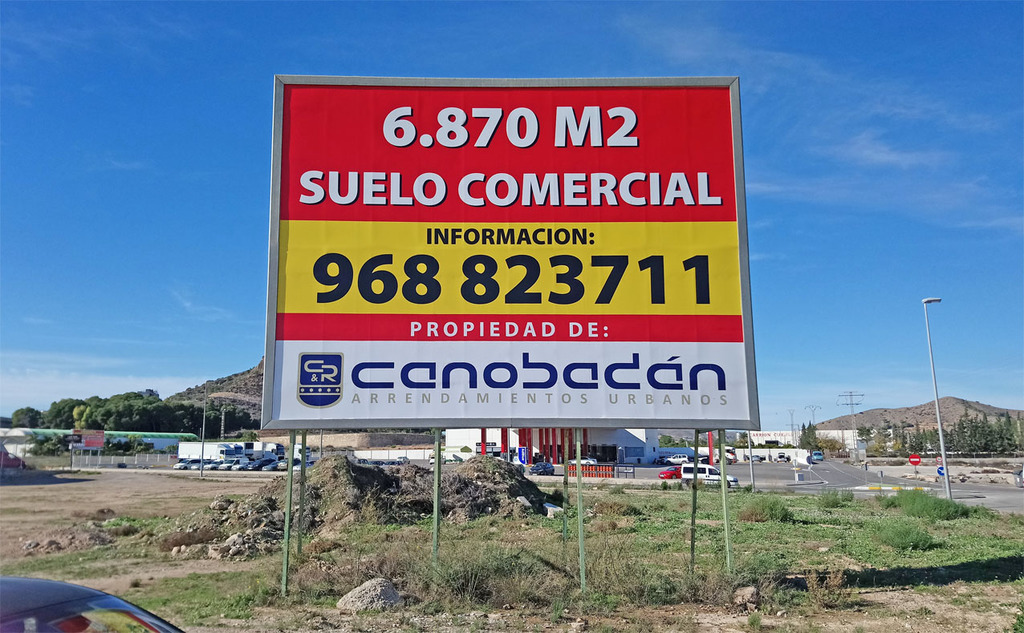 6.870 M2
SUELO COMERCIAL
INFORMACION:
968 823711
PROPIEDAD DE:
C&R
canobadán
ARRENDAMIENTOS URBANOS